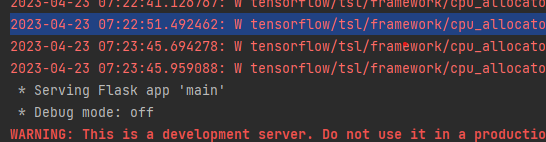 2023-04-23 07:22:41.128767: W tensorflow/tsl/framework/cpu_allocato
2023-04-23 07:22:51.492462: W tensorflow/tsl/framework/cpu_allocato
2023-04-23 07:23:45.694278: W tensorflow/tsl/framework/cpu_allocato
2023-04-23 07:23:45.959088: W tensorflow/tsl/framework/cpu_allocato
* Serving Flask app 'main'
* Debug mode: off
WARNING: This is a development server. Do not use it in a productio